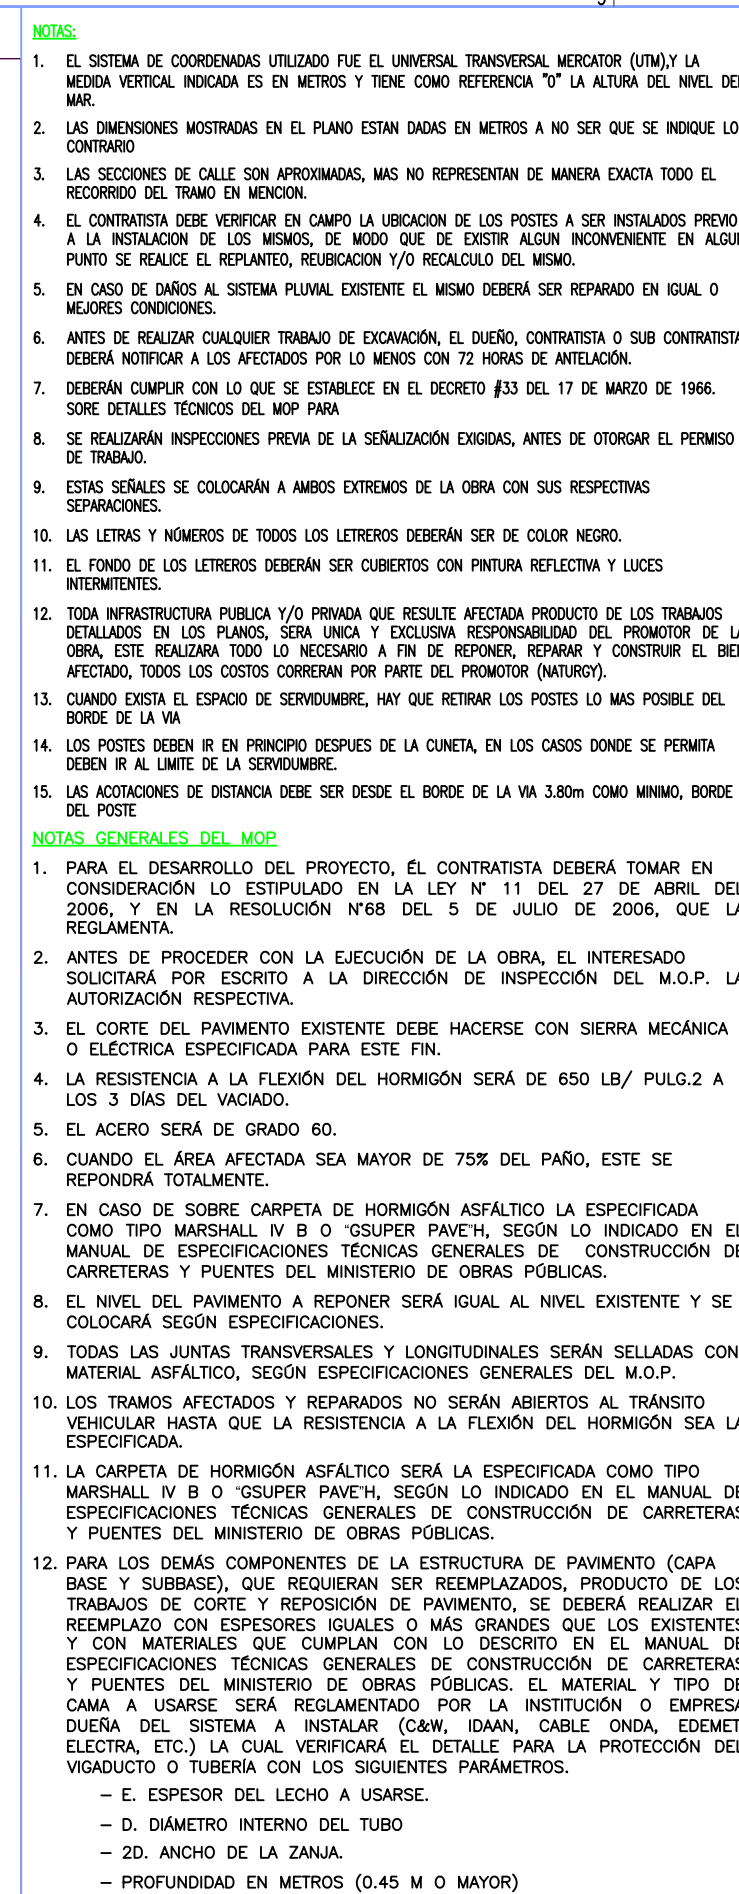 NOTAS:
1. EL SISTEMA DE COORDENADAS UTILIZADO FUE EL UNIVERSAL TRANSVERSAL MERCATOR (UTM),Y LA
MEDIDA VERTICAL INDICADA ES EN METROS Y TIENE COMO REFERENCIA "0" LA ALTURA DEL NIVEL DEL
MAR.
2. LAS DIMENSIONES MOSTRADAS EN EL PLANO ESTAN DADAS EN METROS A NO SER QUE SE INDIQUE LO
CONTRARIO
3. LAS SECCIONES DE CALLE SON APROXIMADAS, MAS NO REPRESENTAN DE MANERA EXACTA TODO EL
RECORRIDO DEL TRAMO EN MENCION.
4. EL CONTRATISTA DEBE VERIFICAR EN CAMPO LA UBICACION DE LOS POSTES A SER INSTALADOS PREVIO
A LA INSTALACION DE LOS MISMOS, DE MODO QUE DE EXISTIR ALGUN INCONVENIENTE EN ALGUN
PUNTO SE REALICE EL REPLANTEO, REUBICACION Y/O RECALCULO DEL MISMO.
5. EN CASO DE DAÑOS AL SISTEMA PLUVIAL EXISTENTE EL MISMO DEBERÁ SER REPARADO EN IGUAL O
MEJORES CONDICIONES.
6. ANTES DE REALIZAR CUALQUIER TRABAJO DE EXCAVACIÓN, EL DUEÑO, CONTRATISTA O SUB CONTRATISTA
DEBERÁ NOTIFICAR A LOS AFECTADOS POR LO MENOS CON 72 HORAS DE ANTELACIÓN.
7. DEBERÁN CUMPLIR CON LO QUE SE ESTABLECE EN EL DECRETO #33 DEL 17 DE MARZO DE 1966.
SORE DETALLES TÉCNICOS DEL MOP PARA
8. SE REALIZARÁN INSPECCIONES PREVIA DE LA SEÑALIZACIÓN EXIGIDAS, ANTES DE OTORGAR EL PERMISO
DE TRABAJO.
9. ESTAS SEÑALES SE COLOCARÁN A AMBOS EXTREMOS DE LA OBRA CON SUS RESPECTIVAS
SEPARACIONES.
10. LAS LETRAS Y NÚMEROS DE TODOS LOS LETREROS DEBERÁN SER DE COLOR NEGRO.
11. EL FONDO DE LOS LETREROS DEBERÁN SER CUBIERTOS CON PINTURA REFLECTIVA Y LUCES
INTERMITENTES.
12. TODA INFRASTRUCTURA PUBLICA Y/O PRIVADA QUE RESULTE AFECTADA PRODUCTO DE LOS TRABAJOS
DETALLADOS EN LOS PLANOS, SERA UNICA Y EXCLUSIVA RESPONSABILIDAD DEL PROMOTOR DE LA
OBRA, ESTE REALIZARA TODO LO NECESARIO A FIN DE REPONER, REPARAR Y CONSTRUIR EL BIEN
AFECTADO, TODOS LOS COSTOS CORRERAN POR PARTE DEL PROMOTOR (NATURGY).
13. CUANDO EXISTA EL ESPACIO DE SERVIDUMBRE, HAY QUE RETIRAR LOS POSTES LO MAS POSIBLE DEL
BORDE DE LA VIA
14. LOS POSTES DEBEN IR EN PRINCIPIO DESPUES DE LA CUNETA, EN LOS CASOS DONDE SE PERMITA
DEBEN IR AL LIMITE DE LA SERVIDUMBRE.
15. LAS ACOTACIONES DE DISTANCIA DEBE SER DESDE EL BORDE DE LA VIA 3.80m COMO MINIMO, BORDE
DEL POSTE
NOTAS GENERALES DEL MOP
1. PARA EL DESARROLLO DEL PROYECTO, ÉL CONTRATISTA DEBERÁ TOMAR EN
CONSIDERACIÓN LO ESTIPULADO EN LA LEY N° 11 DEL 27 DE ABRIL DEL
2006, Y EN LA RESOLUCIÓN N°68 DEL 5 DE JULIO DE 2006, QUE LA
REGLAMENTA.
2. ANTES DE PROCEDER CON LA EJECUCIÓN DE LA OBRA, EL INTERESADO
SOLICITARÁ POR ESCRITO A LA DIRECCIÓN DE INSPECCIÓN DEL M.O.P. LA
AUTORIZACIÓN RESPECTIVA.
3. EL CORTE DEL PAVIMENTO EXISTENTE DEBE HACERSE CON SIERRA MECÁNICA
O ELÉCTRICA ESPECIFICADA PARA ESTE FIN.
4. LA RESISTENCIA A LA FLEXIÓN DEL HORMIGÓN SERÁ DE 650 LB/ PULG.2 A
LOS 3 DÍAS DEL VACIADO.
5. EL ACERO SERÁ DE GRADO 60.
6. CUANDO EL ÁREA AFECTADA SEA MAYOR DE 75% DEL PAÑO, ESTE SE
REPONDRÁ TOTALMENTE.
7. EN CASO DE SOBRE CARPETA DE HORMIGÓN ASFÁLTICO LA ESPECIFICADA
COMO TIPO MARSHALL IV B O “GSUPER PAVE”H, SEGÚN LO INDICADO EN EL
MANUAL DE ESPECIFICACIONES TÉCNICAS GENERALES DE CONSTRUCCIÓN DE
CARRETERAS Y PUENTES DEL MINISTERIO DE OBRAS PÚBLICAS.
8. EL NIVEL DEL PAVIMENTO A REPONER SERÁ IGUAL AL NIVEL EXISTENTE Y SE
COLOCARÁ SEGÚN ESPECIFICACIONES.
9. TODAS LAS JUNTAS TRANSVERSALES Y LONGITUDINALES SERÁN SELLADAS CON
MATERIAL ASFÁLTICO, SEGÚN ESPECIFICACIONES GENERALES DEL M.O.P.
10. LOS TRAMOS AFECTADOS Y REPARADOS NO SERÁN ABIERTOS AL TRÁNSITO
VEHICULAR HASTA QUE LA RESISTENCIA A LA FLEXIÓN DEL HORMIGÓN SEA LA
ESPECIFICADA.
11. LA CARPETA DE HORMIGÓN ASFÁLTICO SERÁ LA ESPECIFICADA COMO TIPO
MARSHALL IV B O “GSUPER PAVE”H, SEGÚN LO INDICADO EN EL MANUAL DE
ESPECIFICACIONES TÉCNICAS GENERALES DE CONSTRUCCIÓN DE CARRETERAS
Y PUENTES DEL MINISTERIO DE OBRAS PÚBLICAS.
12. PARA LOS DEMÁS COMPONENTES DE LA ESTRUCTURA DE PAVIMENTO (CAPA
BASE Y SUBBASE), QUE REQUIERAN SER REEMPLAZADOS, PRODUCTO DE LOS
TRABAJOS DE CORTE Y REPOSICIÓN DE PAVIMENTO, SE DEBERÁ REALIZAR EL
REEMPLAZO CON ESPESORES IGUALES O MÁS GRANDES QUE LOS EXISTENTES
Y CON MATERIALES QUE CUMPLAN CON LO DESCRITO EN EL MANUAL DE
ESPECIFICACIONES TÉCNICAS GENERALES DE CONSTRUCCIÓN DE CARRETERAS
Y PUENTES DEL MINISTERIO DE OBRAS PÚBLICAS. EL MATERIAL Y TIPO DE
CAMA A USARSE SERÁ REGLAMENTADO POR LA INSTITUCIÓN O EMPRESA
DUEÑA DEL SISTEMA A INSTALAR (C&W, IDAAN, CABLE ONDA, EDEMET
ELECTRA, ETC.) LA CUAL VERIFICARÁ EL DETALLE PARA LA PROTECCIÓN DEL
VIGADUCTO O TUBERÍA CON LOS SIGUIENTES PARÁMETROS.
– E. ESPESOR DEL LECHO A USARSE.
– D. DIÁMETRO INTERNO DEL TUBO
– 2D. ANCHO DE LA ZANJA.
– PROFUNDIDAD EN METROS (0.45 M O MAYOR)